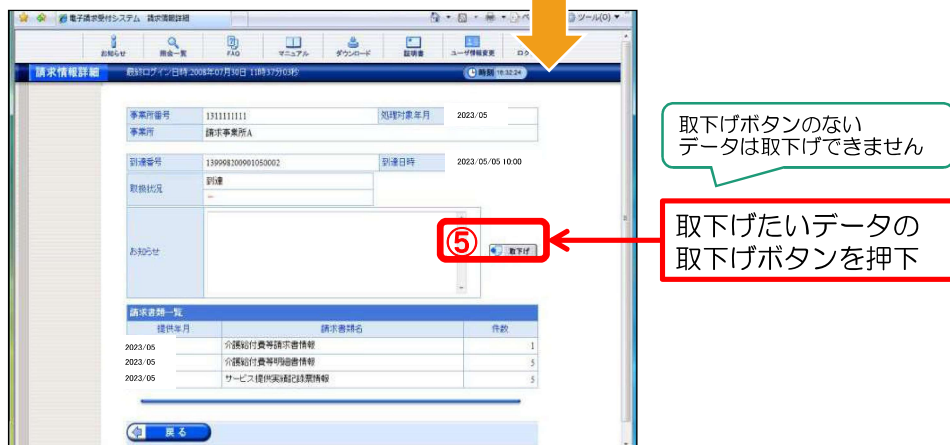 電子請求受付システム 請求情報詳細
ツール(O)
お知らせ 照会一覧 FAQ マニュアル ダウンロード 証明書 ユーザ情報変更
請求情報詳細 最終ログイン日時:2008年07月30日 11時37分03秒 時刻 16:32:24
事業所番号 1311111111 処理対象年月 2023/05
事業所 請求事業所A
到達番号 139998200901050002 到達日時 2023/05/05 10:00
取扱状況 到達
--
お知らせ
⑤ 取下げ
取下げボタンのない
データは取下げできません
取下げたいデータの
取下げボタンを押下
請求書類一覧
提供年月 請求書類名 件数
2023/05 介護給付費等請求書情報 1
2023/05 介護給付費等明細書情報 5
2023/05 サービス提供実績記録票情報 5
戻る